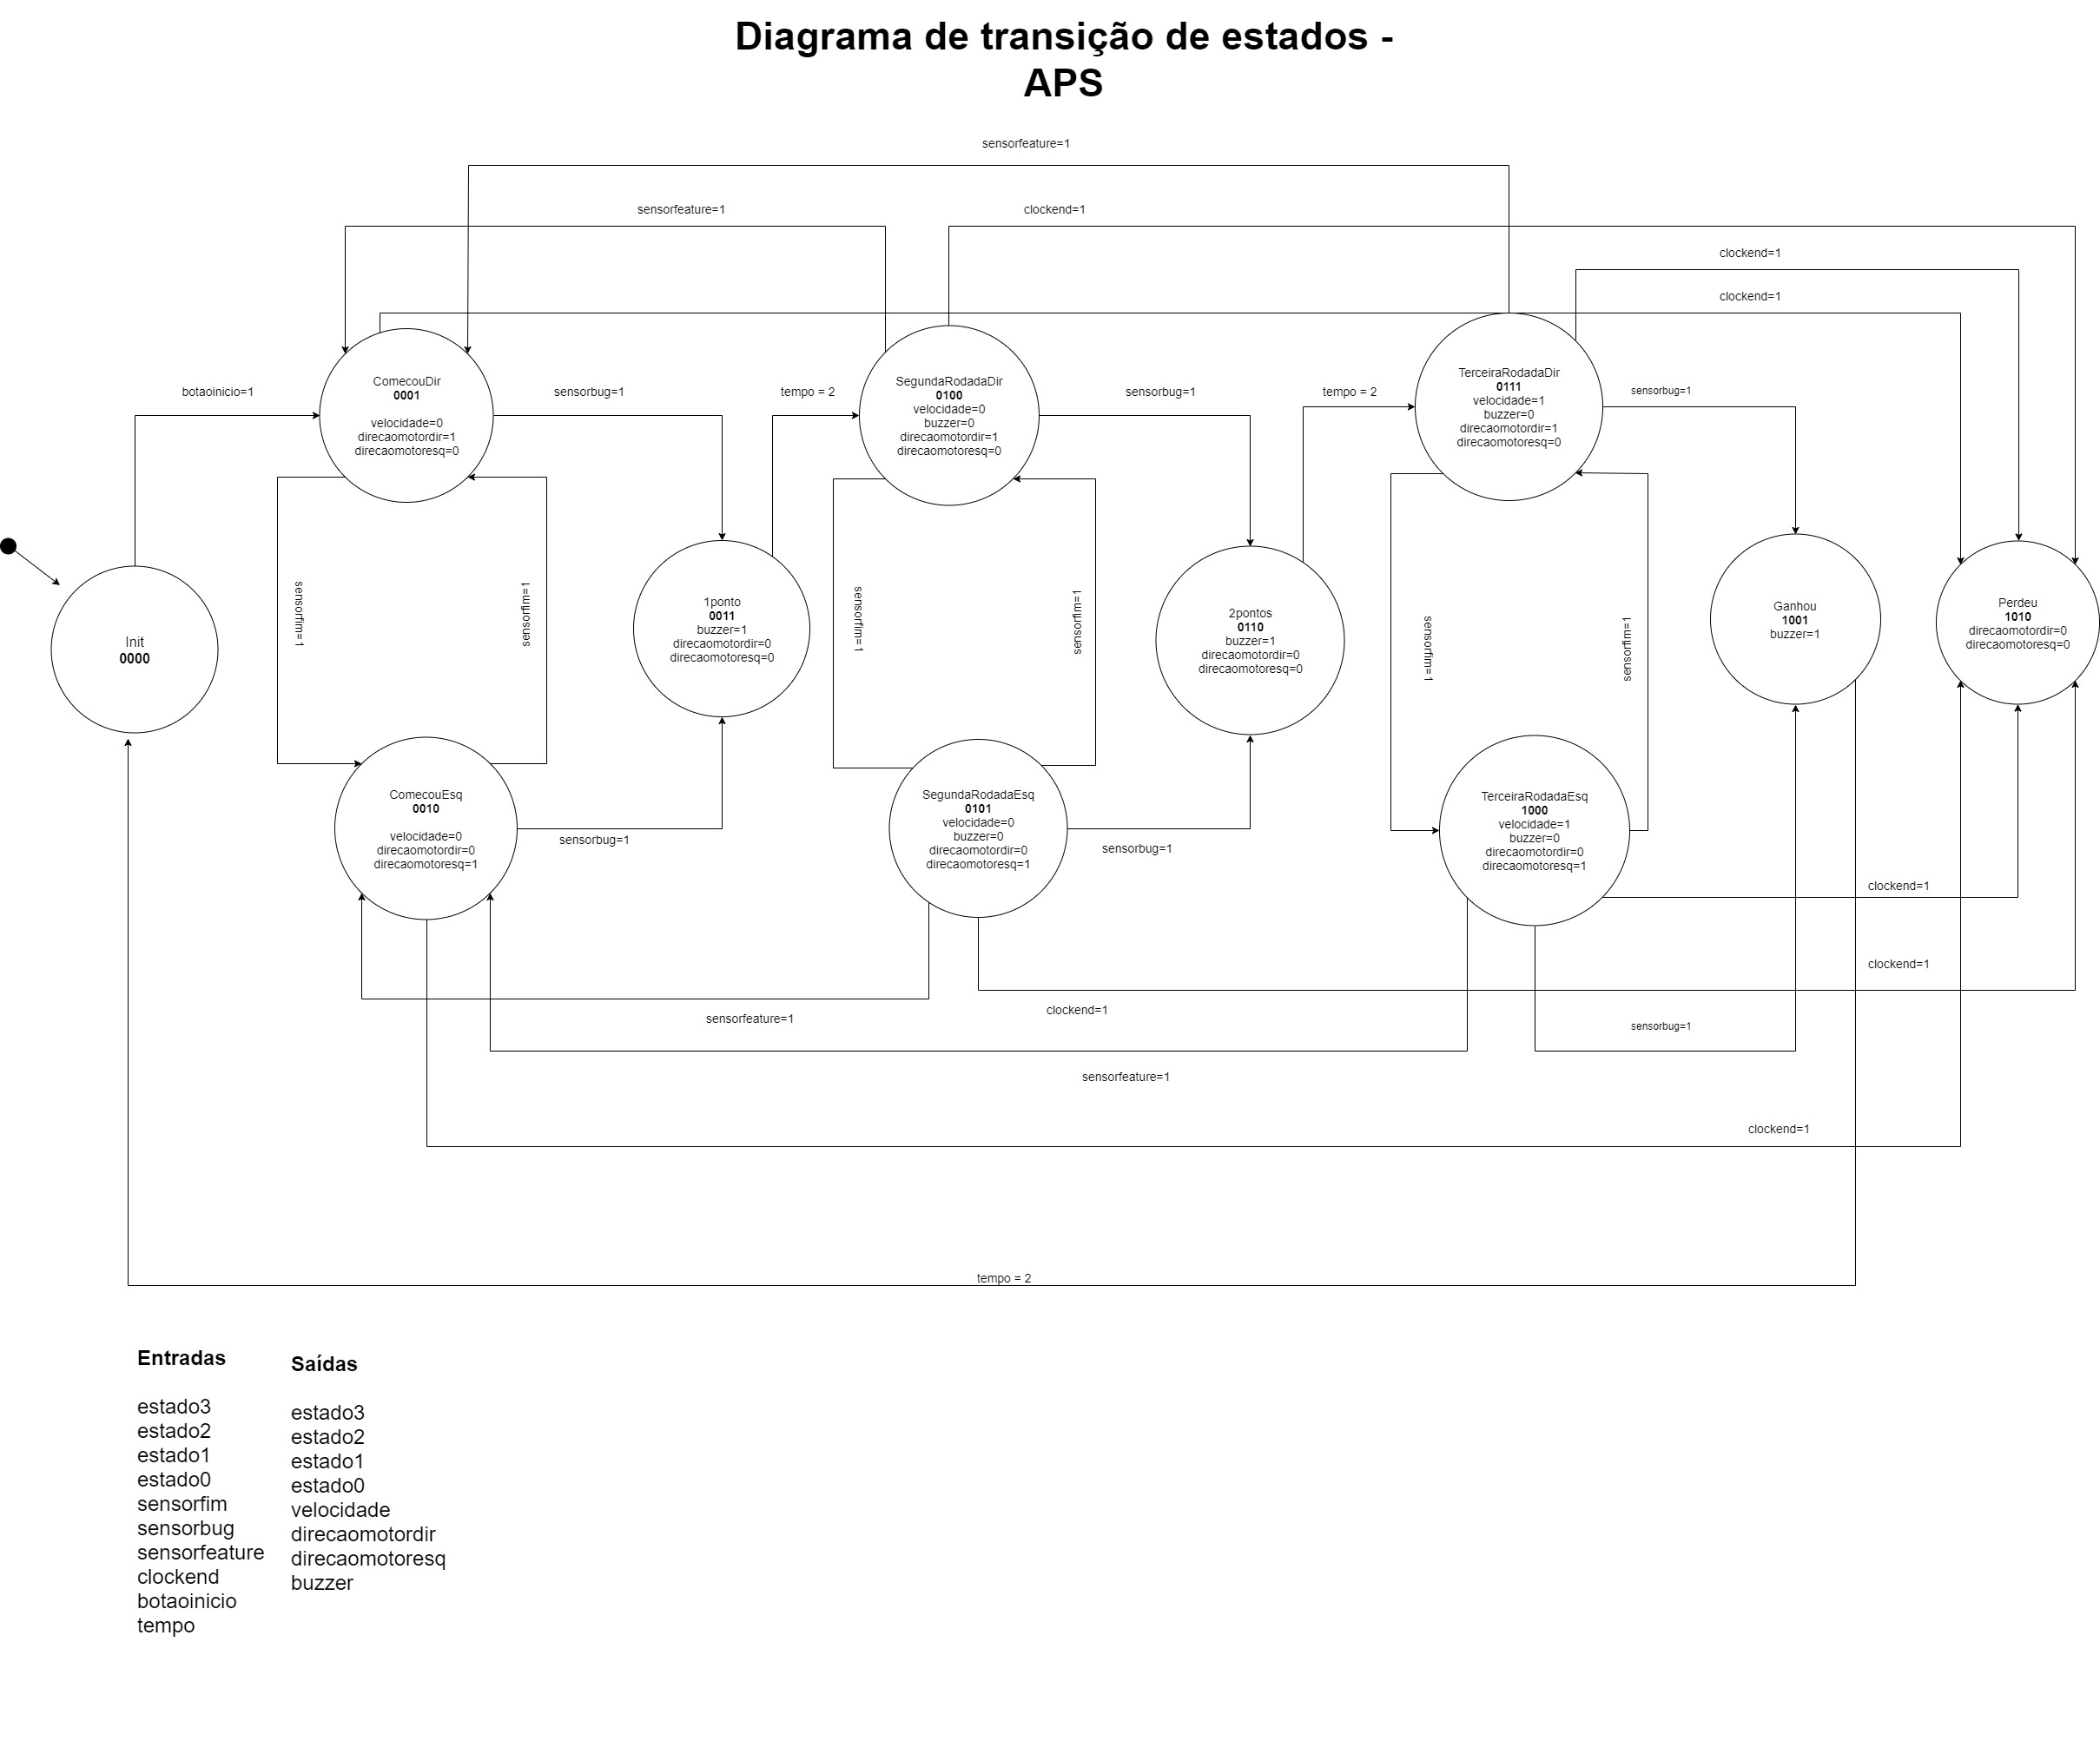 Diagrama de transição de estados -
APS
sensorfeature=1
sensorfeature=1
clockend=1
clockend=1
clockend=1
botaoinicio=1
ComecouDir
0001
velocidade=0
direcaomotordir=1
direcaomotoresq=0
sensorbug=1
tempo = 2
SegundaRodadaDir
0100
velocidade=0
buzzer=0
direcaomotordir=1
direcaomotoresq=0
sensorbug=1
tempo = 2
TerceiraRodadaDir
0111
velocidade=1
buzzer=0
direcaomotordir=1
direcaomotoresq=0
sensorbug=1
Init
0000
sensorfim=1
sensorfim=1
1ponto
0011
buzzer=1
direcaomotordir=0
direcaomotoresq=0
sensorfim=1
sensorfim=1
2pontos
0110
buzzer=1
direcaomotordir=0
direcaomotoresq=0
sensorfim=1
sensorfim=1
Ganhou
1001
buzzer=1
Perdeu
1010
direcaomotordir=0
direcaomotoresq=0
ComecouEsq
0010
velocidade=0
direcaomotordir=0
direcaomotoresq=1
sensorbug=1
SegundaRodadaEsq
0101
velocidade=0
buzzer=0
direcaomotordir=0
direcaomotoresq=1
sensorbug=1
TerceiraRodadaEsq
1000
velocidade=1
buzzer=0
direcaomotordir=0
direcaomotoresq=1
clockend=1
clockend=1
sensorfeature=1
clockend=1
sensorbug=1
sensorfeature=1
clockend=1
tempo = 2
Entradas
estado3
estado2
estado1
estado0
sensorfim
sensorbug
sensorfeature
clockend
botaoinicio
tempo
Saídas
estado3
estado2
estado1
estado0
velocidade
direcaomotordir
direcaomotoresq
buzzer